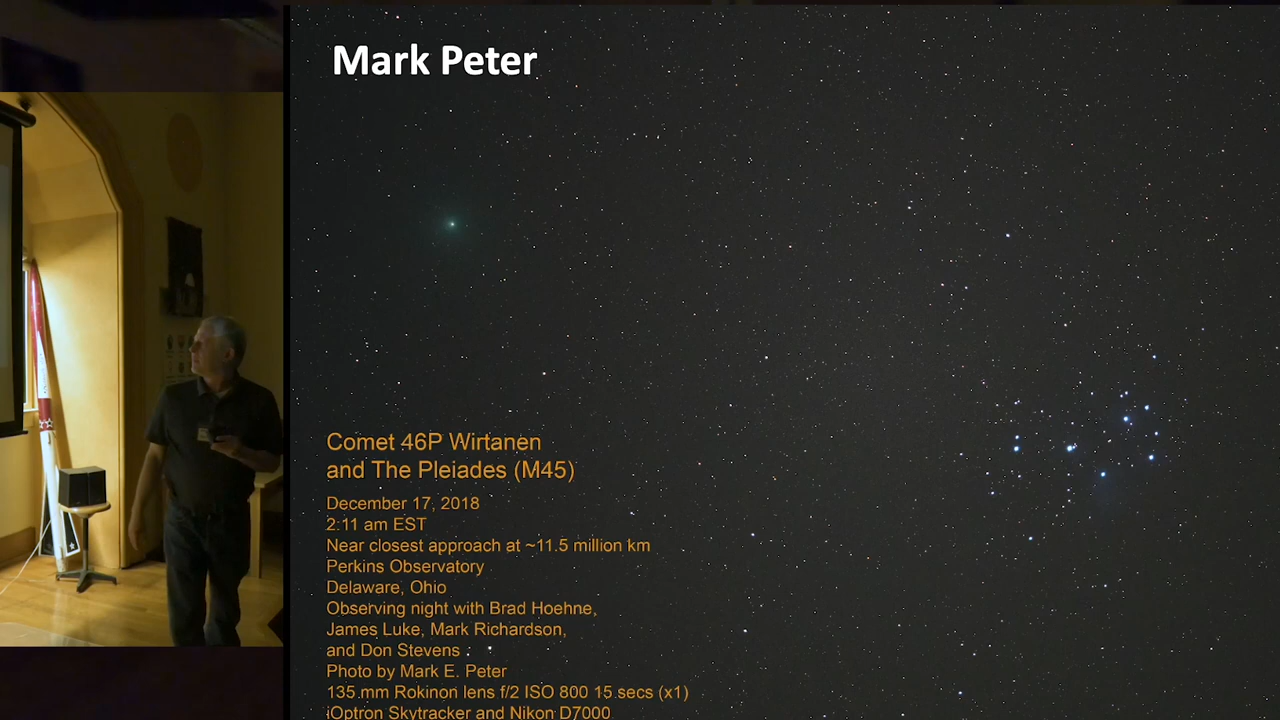 Mark Peter
Comet 46P Wirtanen
and The Pleiades (M45)
December 17, 2018
2:11 am EST
Near closest approach at ~11.5 million km
Perkins Observatory
Delaware, Ohio
Observing night with Brad Hoehne,
James Luke, Mark Richardson,
and Don Stevens
Photo by Mark E. Peter
135 mm Rokinon lens f/2 ISO 800 15 secs (x1)
iOptron Skytracker and Nikon D7000